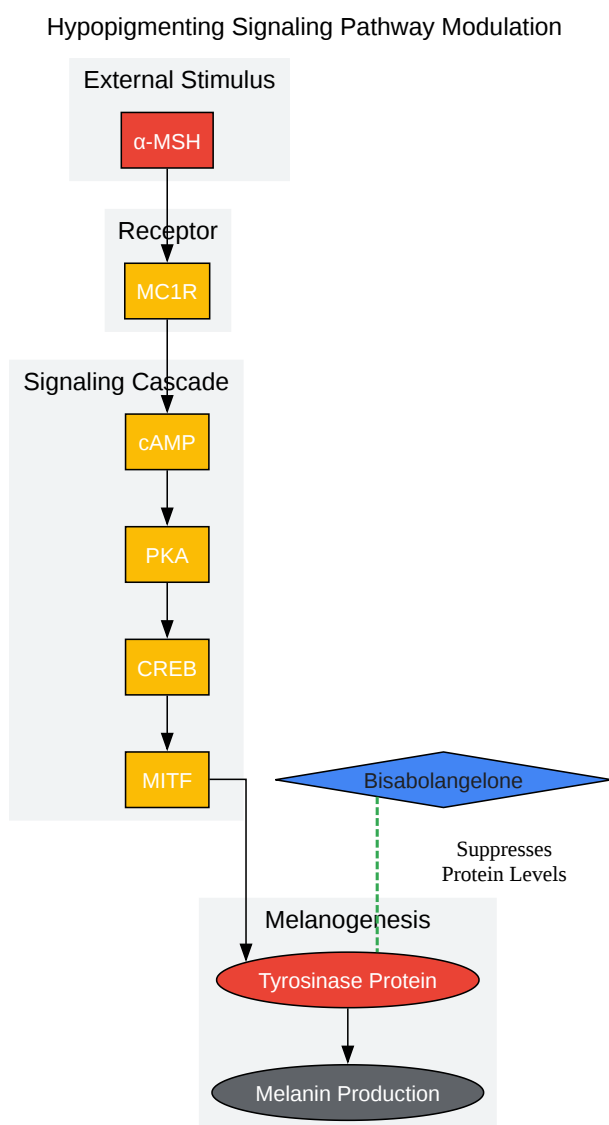 Hypopigmenting Signaling Pathway Modulation
External Stimulus
α-MSH
Receptor
MC1R
Signaling Cascade
cAMP
PKA
CREB
MITF
Bisabolangelone
Suppresses
Protein Levels
Melanogenesis
Tyrosinase Protein
Melanin Production